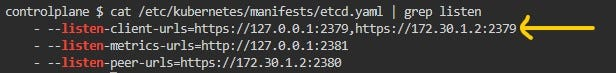 controlplane $ cat /etc/kubernetes/manifests/etcd.yaml | grep listen
- --listen-client-urls=https://127.0.0.1:2379,https://172.30.1.2:2379
- --listen-metrics-urls=http://127.0.0.1:2381
- --listen-peer-urls=https://172.30.1.2:2380